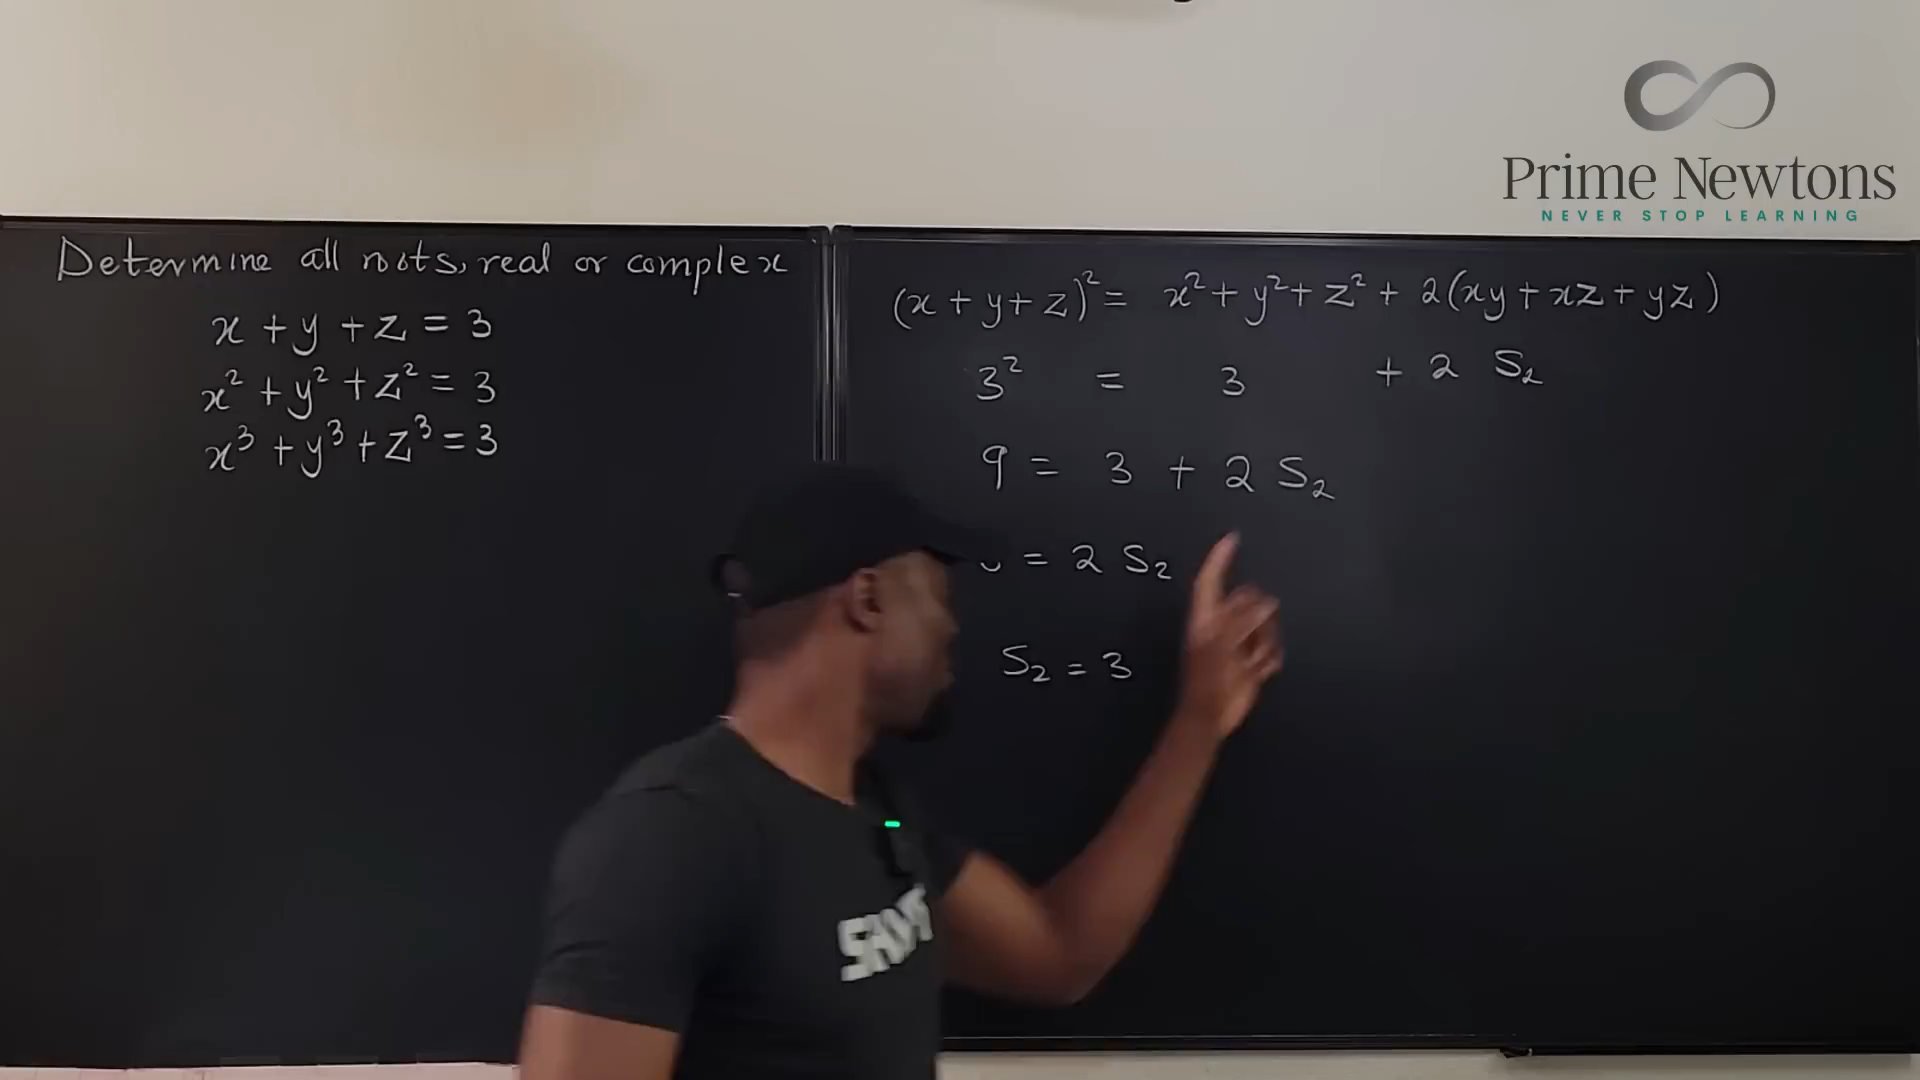 Prime Newtons
NEVER STOP LEARNING
Determine all roots, real or complex
x + y + z = 3
x² + y² + z² = 3
x³ + y³ + z³ = 3
(x + y + z)² = x² + y² + z² + 2(xy + xz + yz)
3² = 3 + 2 S₂
9 = 3 + 2 S₂
= 2 S₂
S₂ = 3